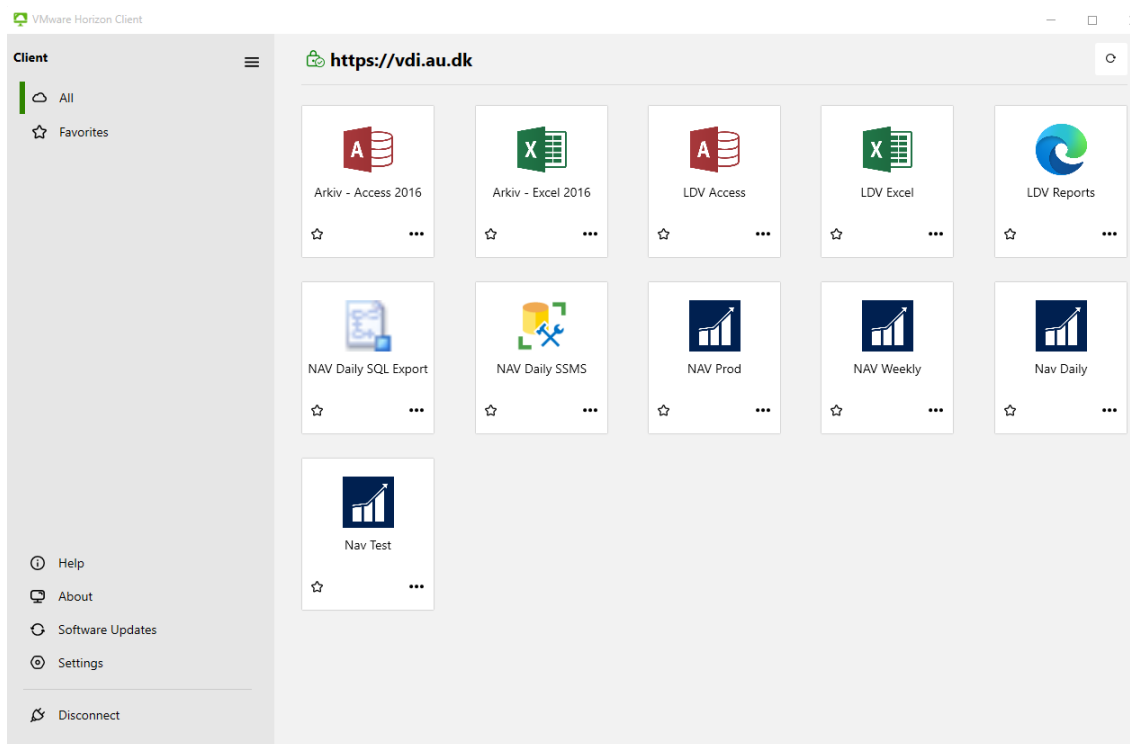 VMware Horizon Client
Client
All
Favorites
Help
About
Software Updates
Settings
Disconnect
https://vdi.au.dk
A
Arkiv - Access 2016
X
Arkiv - Excel 2016
A
LDV Access
X
LDV Excel
LDV Reports
NAV Daily SQL Export
NAV Daily SSMS
NAV Prod
NAV Weekly
Nav Daily
Nav Test